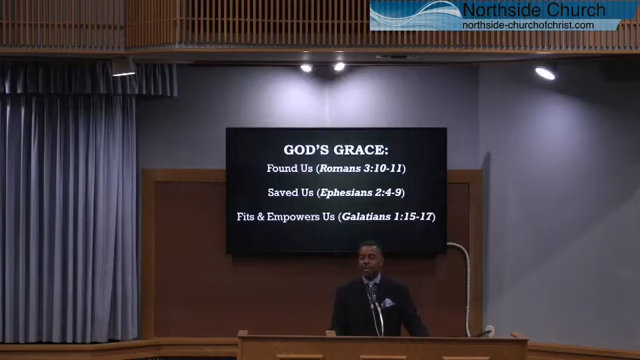 Northside Church
northside-churchofchrist.com
GOD'S GRACE:
Found Us (Romans 3:10-11)
Saved Us (Ephesians 2:4-9)
Fits & Empowers Us (Galatians 1:15-17)